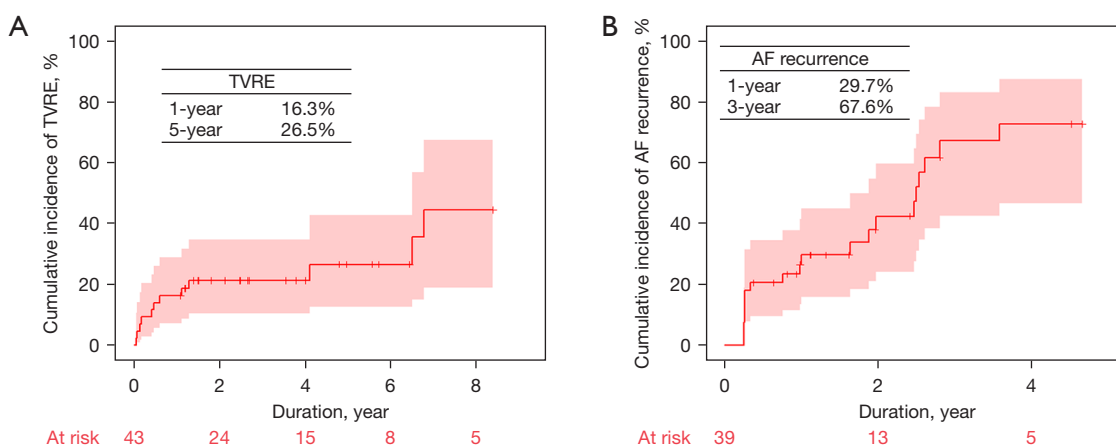 A
Cumulative incidence of TVRE, %
100
80
60
40
20
0
TVRE
1-year 16.3%
5-year 26.5%
0 2 4 6 8
Duration, year
At risk 43 24 15 8 5
B
Cumulative incidence of AF recurrence, %
100
80
60
40
20
0
AF recurrence
1-year 29.7%
3-year 67.6%
0 2 4
Duration, year
At risk 39 13 5